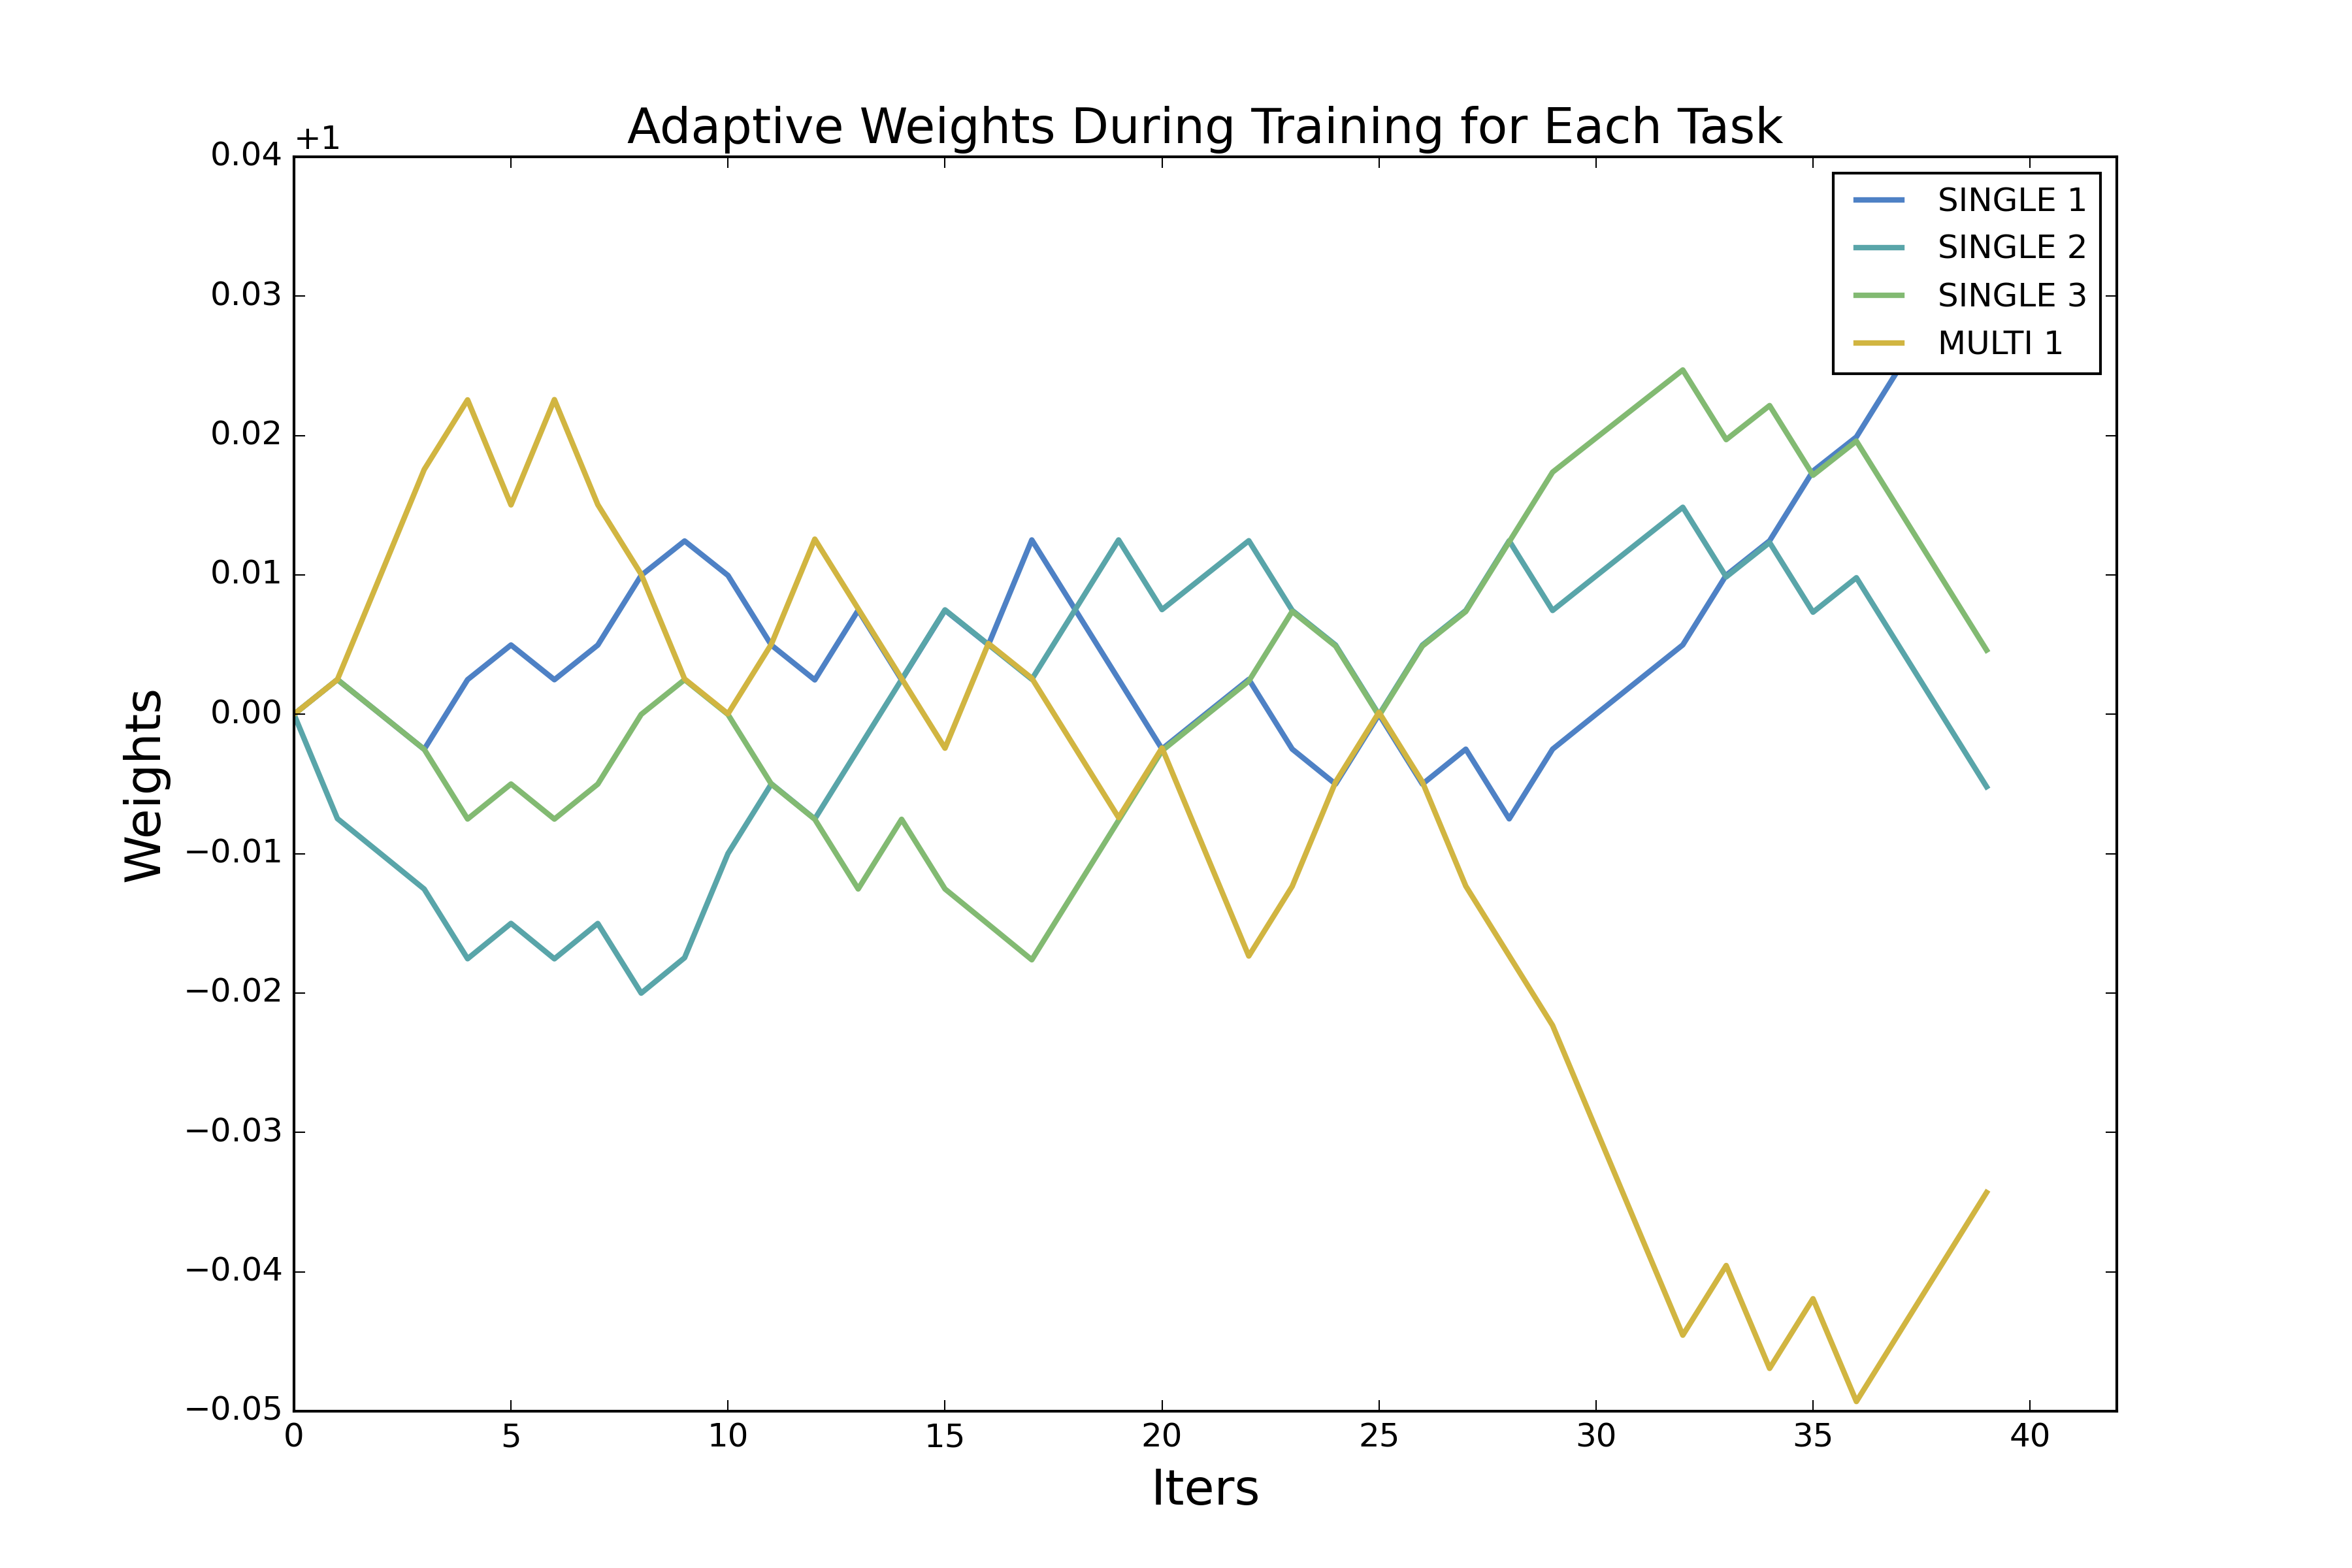 Adaptive Weights During Training for Each Task
+1
0.04
0.03
0.02
0.01
0.00
−0.01
−0.02
−0.03
−0.04
−0.05
Weights
SINGLE 1
SINGLE 2
SINGLE 3
MULTI 1
0 5 10 15 20 25 30 35 40
Iters